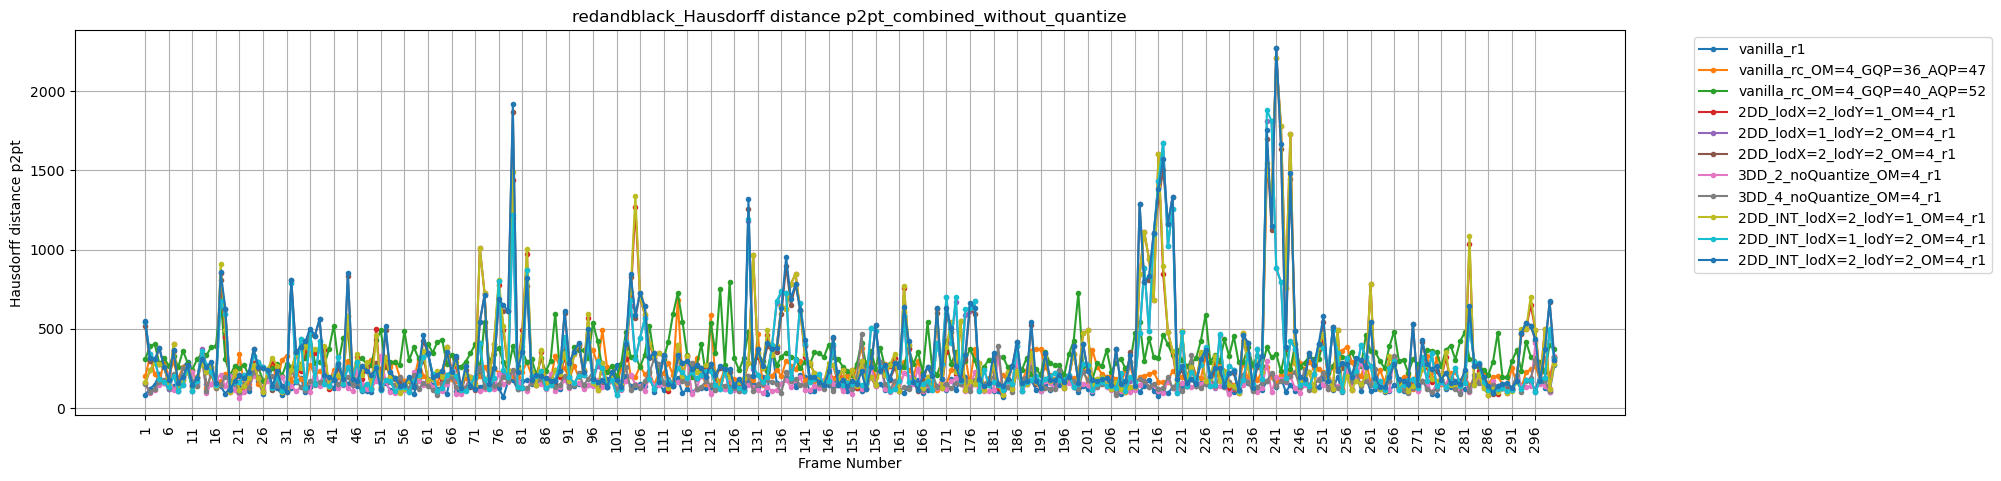 redandblack_Hausdorff distance p2pt_combined_without_quantize
Hausdorff distance p2pt
2000
1500
1000
500
0
1 6 11 16 21 26 31 36 41 46 51 56 61 66 71 76 81 86 91 96 101 106 111 116 121 126 131 136 141 146 151 156 161 166 171 176 181 186 191 196 201 206 211 216 221 226 231 236 241 246 251 256 261 266 271 276 281 286 291 296
Frame Number
vanilla_r1
vanilla_rc_OM=4_GQP=36_AQP=47
vanilla_rc_OM=4_GQP=40_AQP=52
2DD_lodX=2_lodY=1_OM=4_r1
2DD_lodX=1_lodY=2_OM=4_r1
2DD_lodX=2_lodY=2_OM=4_r1
3DD_2_noQuantize_OM=4_r1
3DD_4_noQuantize_OM=4_r1
2DD_INT_lodX=2_lodY=1_OM=4_r1
2DD_INT_lodX=1_lodY=2_OM=4_r1
2DD_INT_lodX=2_lodY=2_OM=4_r1